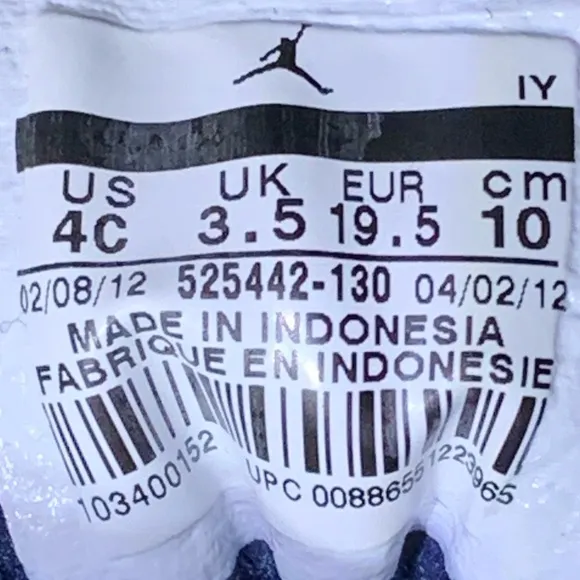 IY
US UK EUR cm
4C 3.5 19.5 10
02/08/12 525442-130 04/02/12
MADE IN INDONESIA
FABRIQUE EN INDONESIE
103400152 UPC 00886551223965